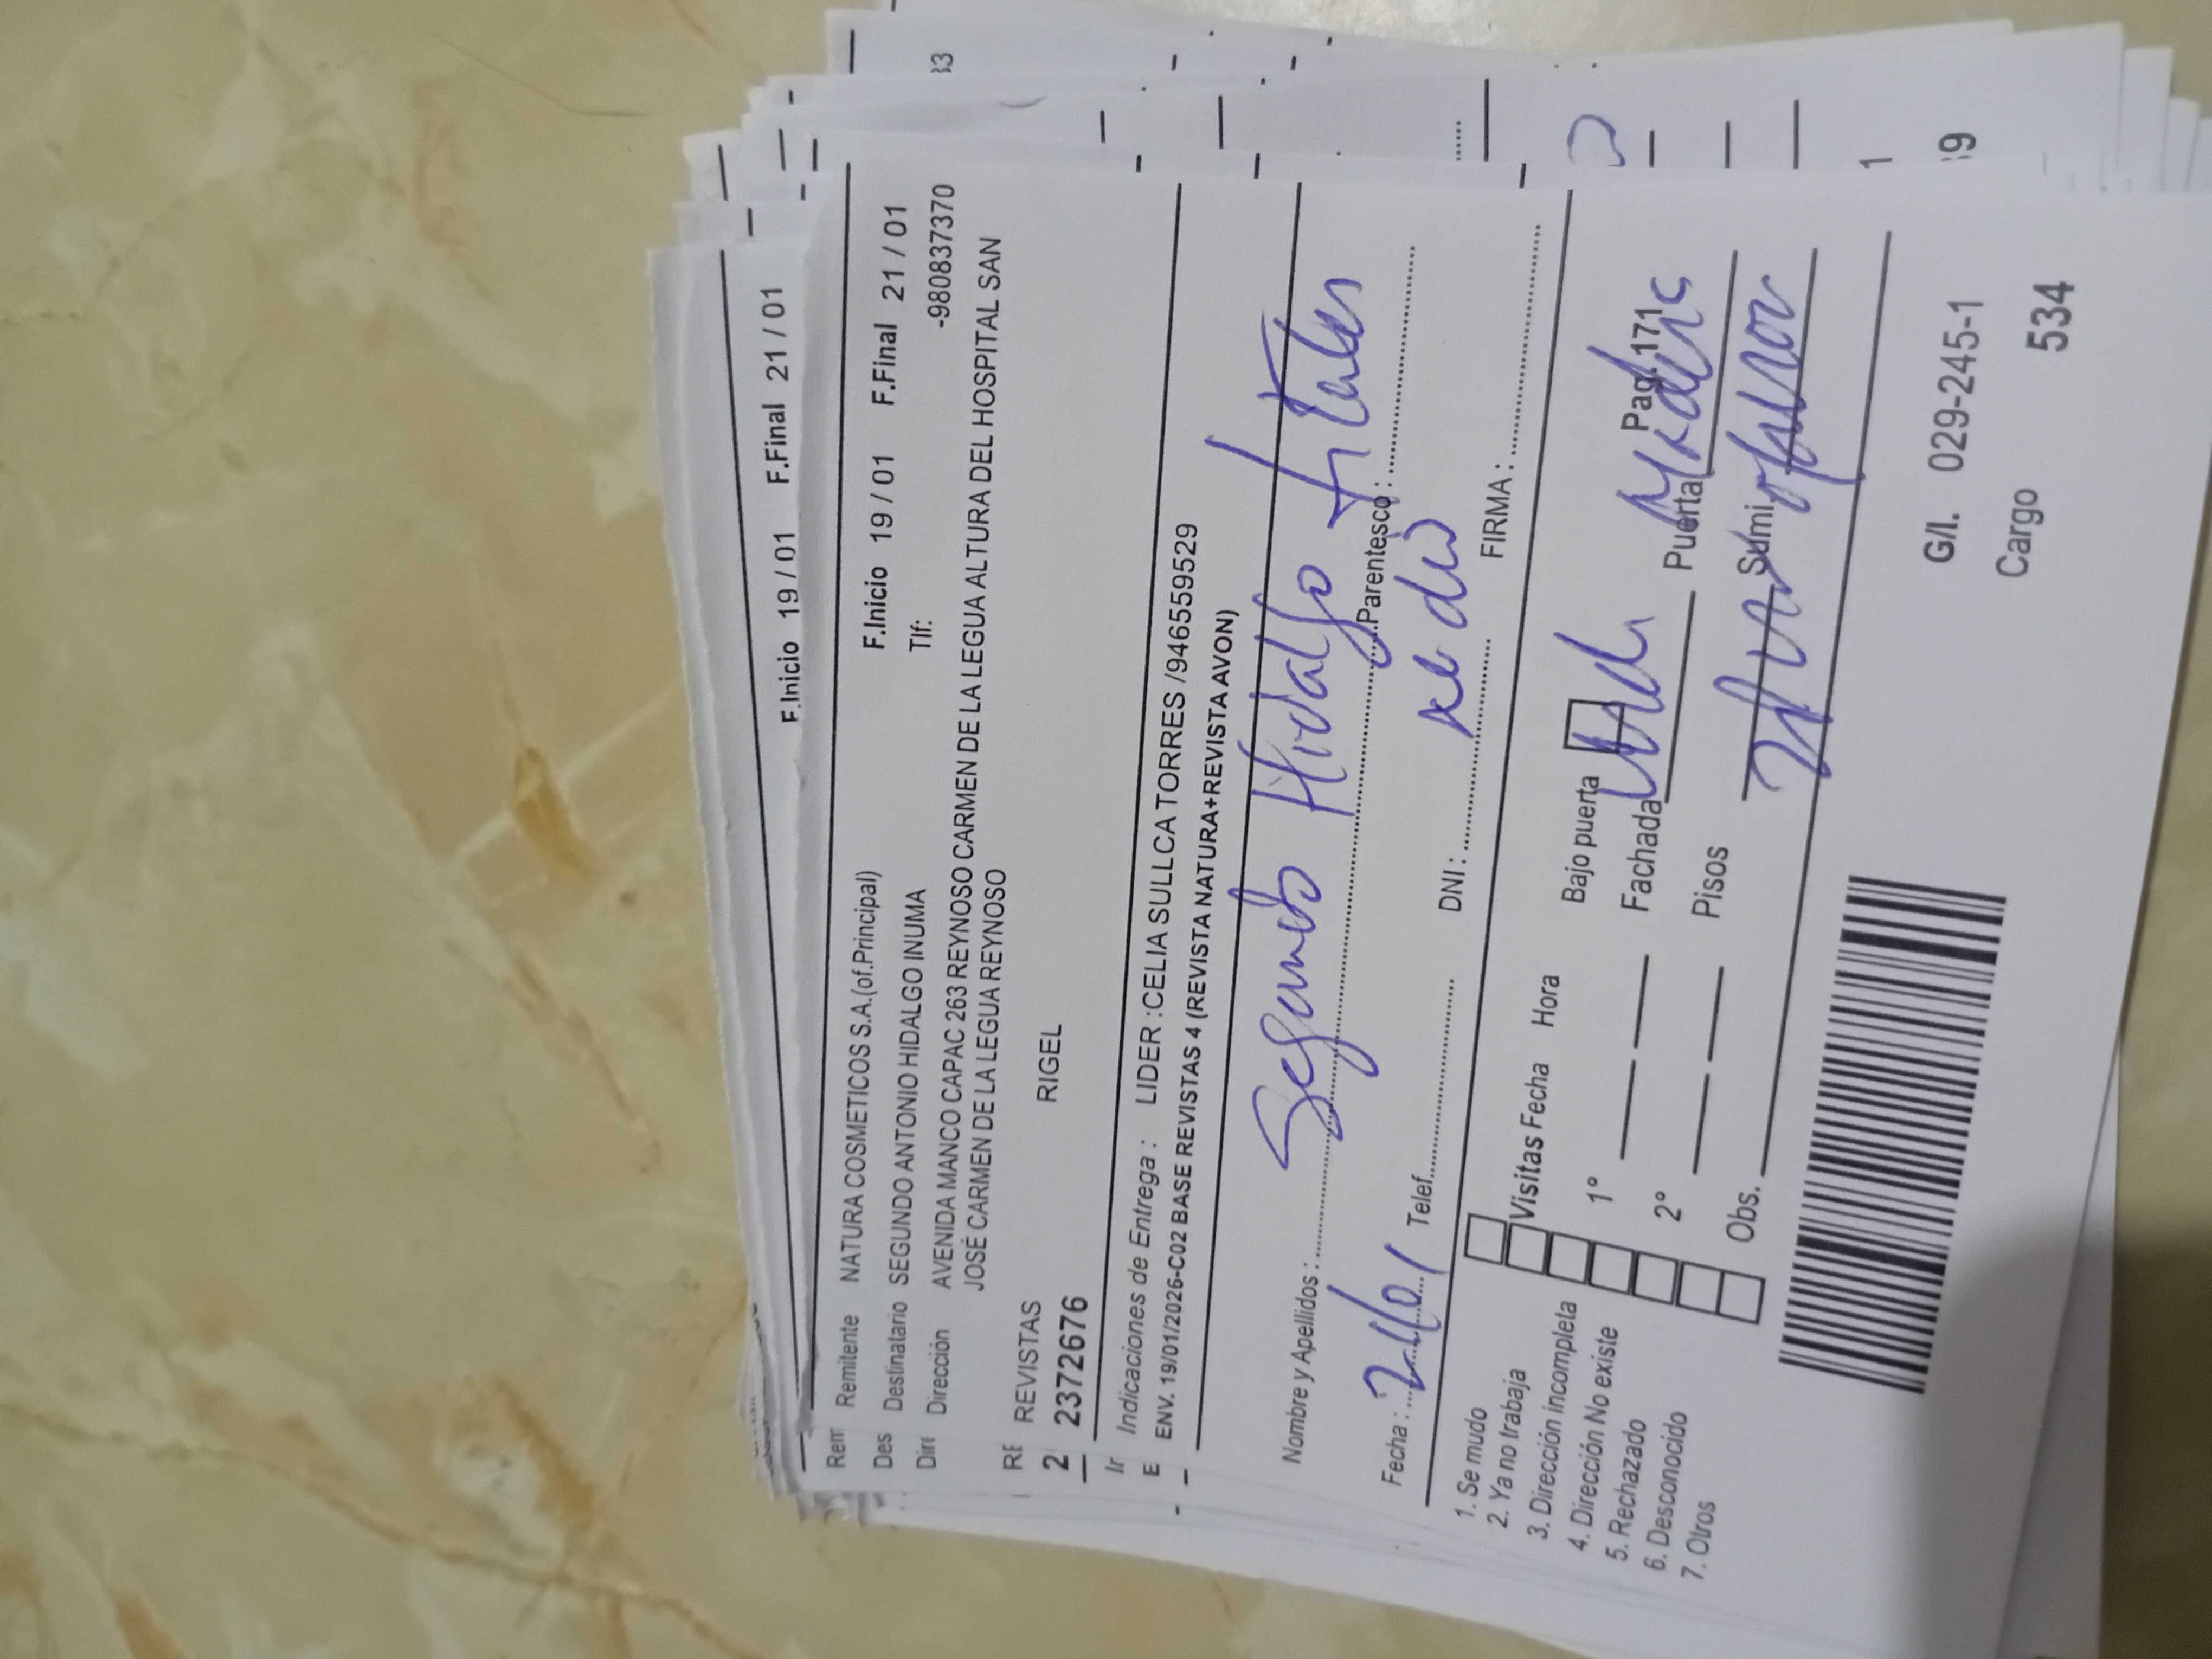 F.Inicio 19 / 01 F.Final 21 / 01
Remitente NATURA COSMETICOS S.A.(of.Principal) F.Inicio 19 / 01 F.Final 21 / 01
Destinatario SEGUNDO ANTONIO HIDALGO INUMA Tlf: -980837370
Dirección AVENIDA MANCO CAPAC 263 REYNOSO CARMEN DE LA LEGUA ALTURA DEL HOSPITAL SAN
JOSÉ CARMEN DE LA LEGUA REYNOSO
REVISTAS RIGEL
2372676
Indicaciones de Entrega : LIDER :CELIA SULLCA TORRES /946559529
ENV. 19/01/2026-C02 BASE REVISTAS 4 (REVISTA NATURA+REVISTA AVON)
Nombre y Apellidos : Segundo Hidalgo
Parentesco :
Fecha : Telef. DNI : FIRMA :
1. Se mudo
2. Ya no trabaja
3. Dirección incompleta
4. Dirección No existe
5. Rechazado
6. Desconocido
7. Otros
Visitas Fecha Hora Bajo puerta
1° Fachada Puerta Pag. 171
2° Pisos Sumi.
Obs.
G/I. 029-245-1
Cargo 534